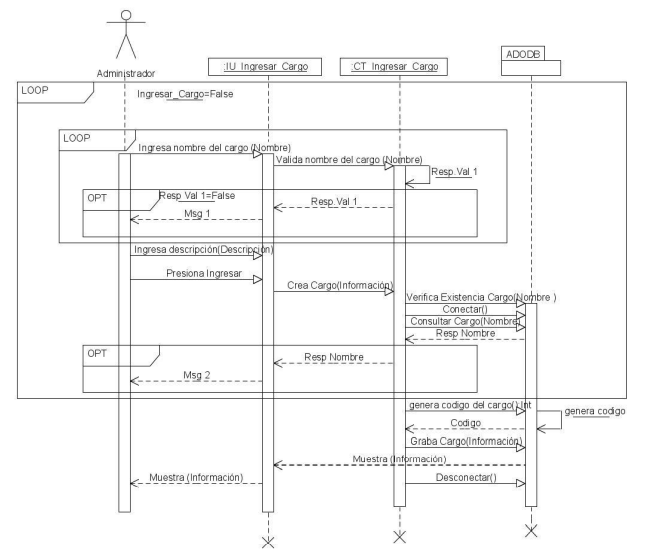 ADODB
:IU_Ingresar_Cargo
:CT_Ingresar_Cargo
Administrador
LOOP
Ingresar_Cargo=False
LOOP
Ingresa nombre del cargo (Nombre)
Valida nombre del cargo (Nombre)
Resp.Val 1
OPT
Resp Val 1=False
Resp.Val 1
Msg 1
Ingresa descripción(Descripción)
Presiona Ingresar
Crea Cargo(Información)
Verifica Existencia Cargo(Nombre )
Conectar()
Consultar Cargo(Nombre)
Resp Nombre
OPT
Resp Nombre
Msg 2
genera codigo del cargo():Int
genera codigo
Codigo
Graba Cargo(Información)
Muestra (Información)
Muestra (Información)
Desconectar()